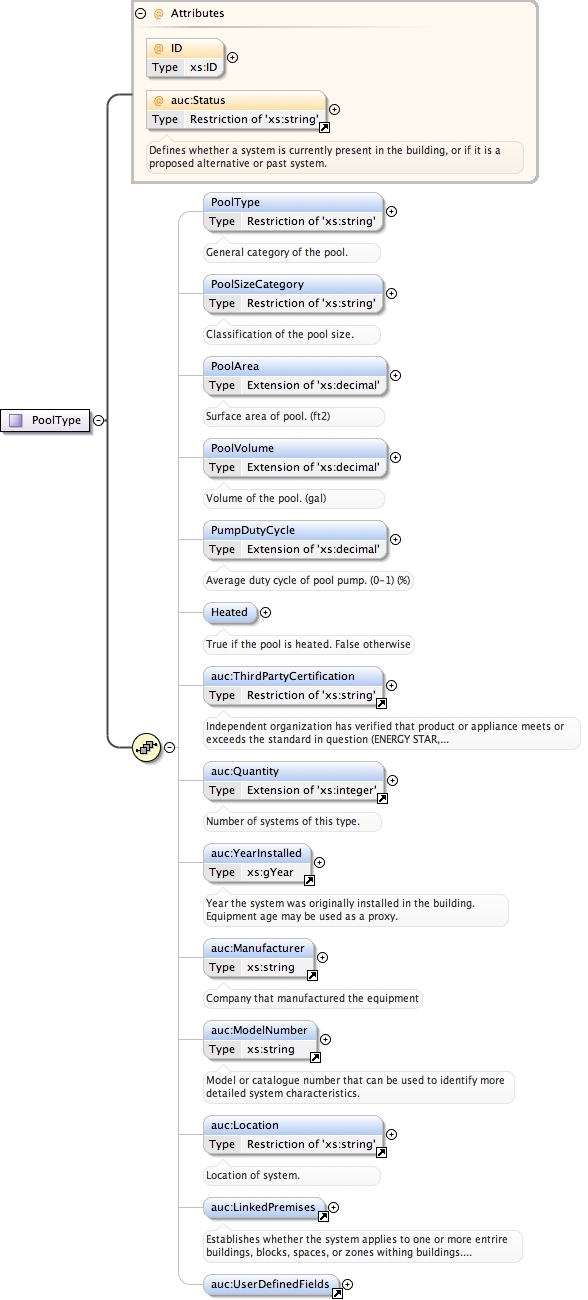 Attributes
@ ID
Type xs:ID
@ auc:Status
Type Restriction of 'xs:string'
Defines whether a system is currently present in the building, or if it is a
proposed alternative or past system.
PoolType
Type Restriction of 'xs:string'
General category of the pool.
PoolSizeCategory
Type Restriction of 'xs:string'
Classification of the pool size.
PoolArea
Type Extension of 'xs:decimal'
Surface area of pool. (ft2)
PoolType
PoolVolume
Type Extension of 'xs:decimal'
Volume of the pool. (gal)
PumpDutyCycle
Type Extension of 'xs:decimal'
Average duty cycle of pool pump. (0-1) (%)
Heated
True if the pool is heated. False otherwise
auc:ThirdPartyCertification
Type Restriction of 'xs:string'
Independent organization has verified that product or appliance meets or
exceeds the standard in question (ENERGY STAR,...
auc:Quantity
Type Extension of 'xs:integer'
Number of systems of this type.
auc:YearInstalled
Type xs:gYear
Year the system was originally installed in the building.
Equipment age may be used as a proxy.
auc:Manufacturer
Type xs:string
Company that manufactured the equipment
auc:ModelNumber
Type xs:string
Model or catalogue number that can be used to identify more
detailed system characteristics.
auc:Location
Type Restriction of 'xs:string'
Location of system.
auc:LinkedPremises
Establishes whether the system applies to one or more entrire
buildings, blocks, spaces, or zones withing buildings....
auc:UserDefinedFields